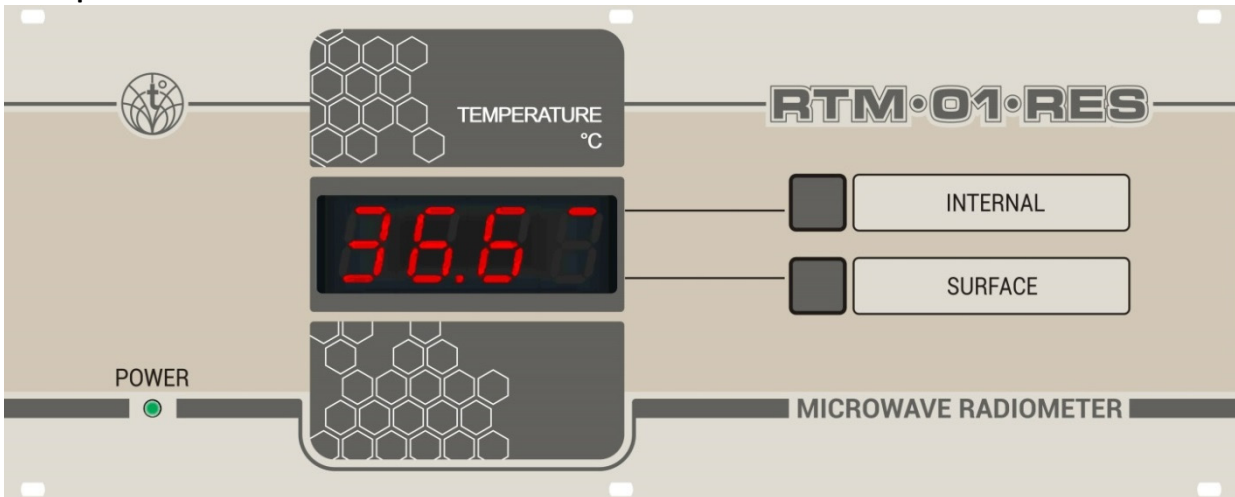 TEMPERATURE
°C
RTM·01·RES
36.6
INTERNAL
SURFACE
POWER
MICROWAVE RADIOMETER
t°